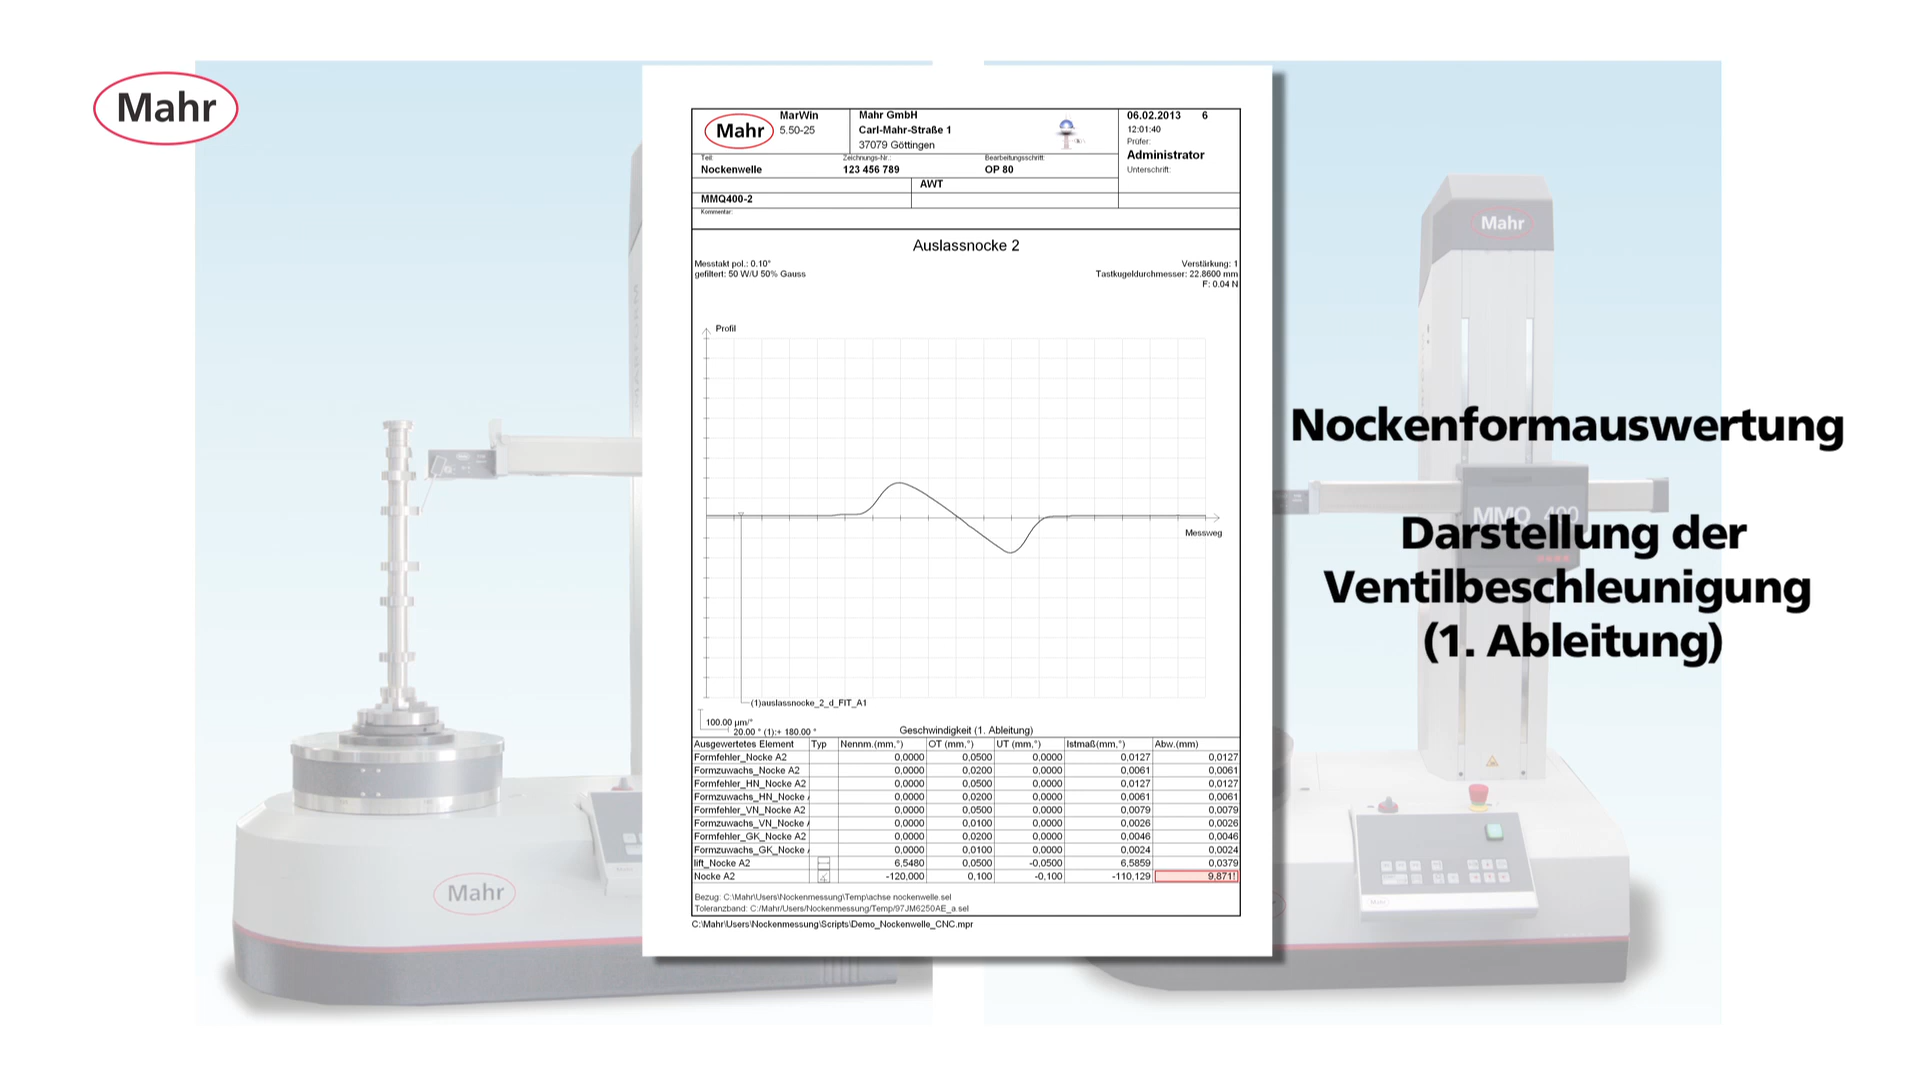 Mahr
Mahr
MarWin
5.50-25
Mahr GmbH
Carl-Mahr-Straße 1
37079 Göttingen
06.02.2013 6
12:01:40
Prüfer:
Administrator
Unterschrift:
Teil: Zeichnungs-Nr.: Bearbeitungsschritt:
Nockenwelle 123 456 789 OP 80
AWT
MMQ400-2
Kommentar:
Auslassnocke 2
Messtakt pol.: 0.10° Verstärkung: 1
gefiltert: 50 W/U 50% Gauss Tastkugeldurchmesser: 22.8600 mm
F: 0.04 N
Profil
Messweg
(1)auslassnocke_2_d_FIT_A1
100.00 µm/°
20.00 ° (1):+ 180.00 °
Geschwindigkeit (1. Ableitung)
Ausgewertetes Element Typ Nennm.(mm,°) OT (mm,°) UT (mm,°) Istmaß(mm,°) Abw.(mm)
Formfehler_Nocke A2 0,0000 0,0500 0,0000 0,0127 0,0127
Formzuwachs_Nocke A2 0,0000 0,0200 0,0000 0,0061 0,0061
Formfehler_HN_Nocke A2 0,0000 0,0500 0,0000 0,0127 0,0127
Formzuwachs_HN_Nocke 0,0000 0,0200 0,0000 0,0061 0,0061
Formfehler_VN_Nocke A2 0,0000 0,0500 0,0000 0,0079 0,0079
Formzuwachs_VN_Nocke 0,0000 0,0100 0,0000 0,0026 0,0026
Formfehler_GK_Nocke A2 0,0000 0,0200 0,0000 0,0046 0,0046
Formzuwachs_GK_Nocke 0,0000 0,0100 0,0000 0,0024 0,0024
lift_Nocke A2 6,5480 0,0500 -0,0500 6,5859 0,0379
Nocke A2 -120,000 0,100 -0,100 -110,129 9,871!
Bezug: C:\Mahr\Users\Nockenmessung\Temp\achse nockenwelle.sel
Toleranzband: C:/Mahr/Users/Nockenmessung/Temp/97JM6250AE_a.sel
C:\Mahr\Users\Nockenmessung\Scripts\Demo_Nockenwelle_CNC.mpr
Mahr
Nockenformauswertung
MMQ 400
Darstellung der
Ventilbeschleunigung
(1. Ableitung)
Mahr
Mahr